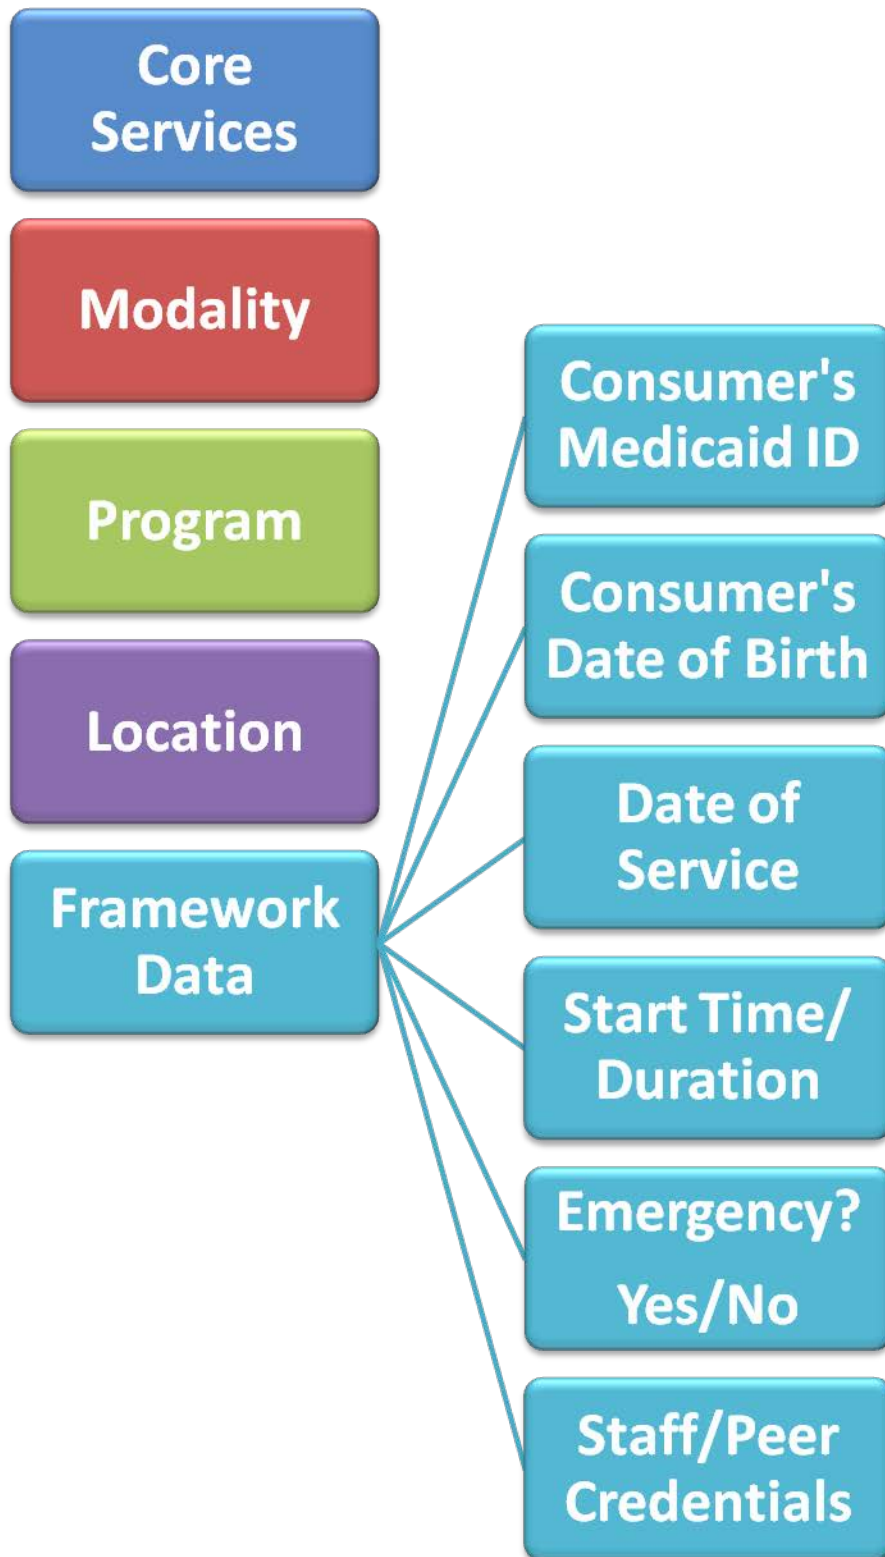 Core
Services
Modality
Program
Location
Framework
Data
Consumer's
Medicaid ID
Consumer's
Date of Birth
Date of
Service
Start Time/
Duration
Emergency?
Yes/No
Staff/Peer
Credentials